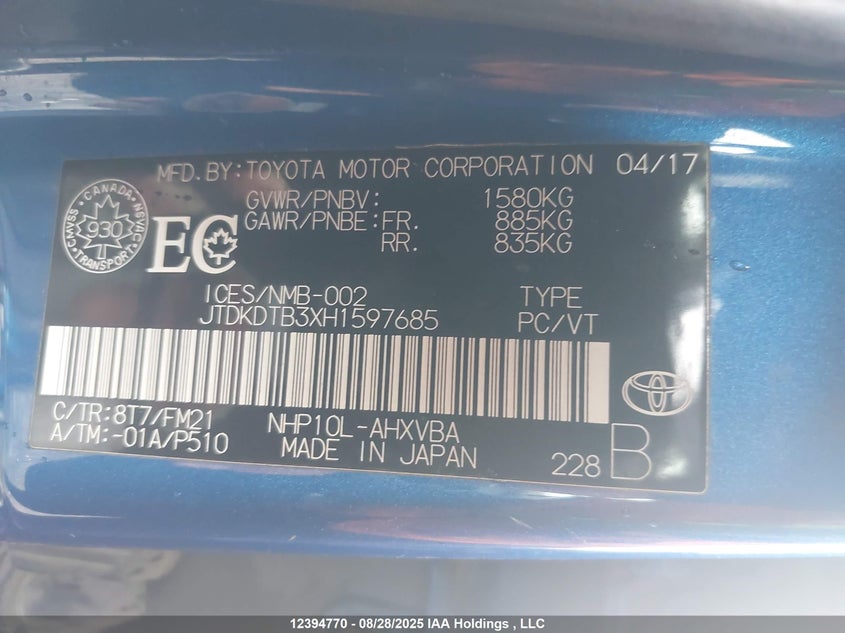 MFD.BY:TOYOTA MOTOR CORPORATION 04/17
GVWR/PNBV: 1580KG
GAWR/PNBE:FR. 885KG
RR. 835KG
CANADA
CMVSS 930 NSVAC
TRANSPORT
EC
ICES/NMB-002 TYPE
JTDKDTB3XH1597685 PC/VT
C/TR:8T7/FM21 NHP10L-AHXVBA
A/TM:-01A/P510 MADE IN JAPAN 228 B
12394770 - 08/28/2025 IAA Holdings , LLC